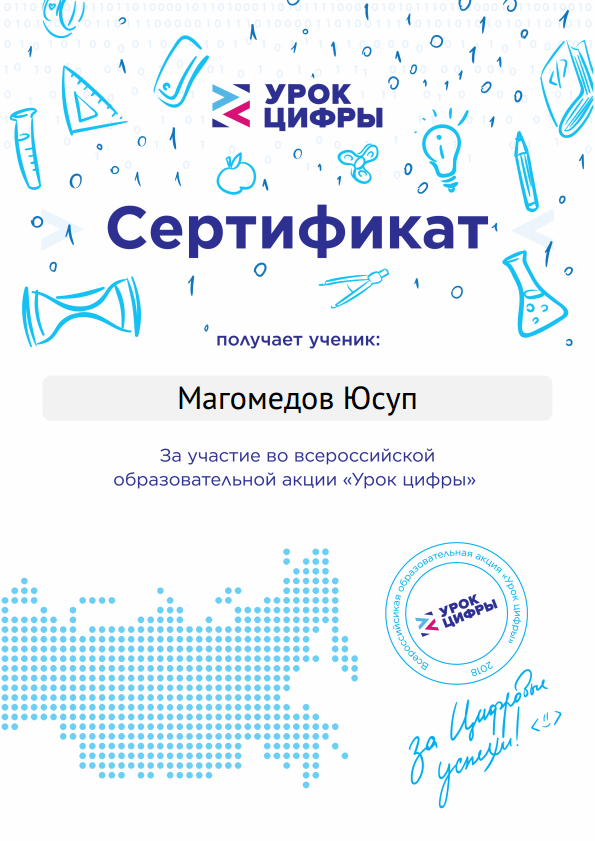 УРОК
ЦИФРЫ
Сертификат
получает ученик:
Магомедов Юсуп
За участие во всероссийской
образовательной акции «Урок цифры»
Всероссийсикая образовательная акция «Урок цифры»
УРОК
ЦИФРЫ
2018
за Цифровые
успехи! <(!!)>